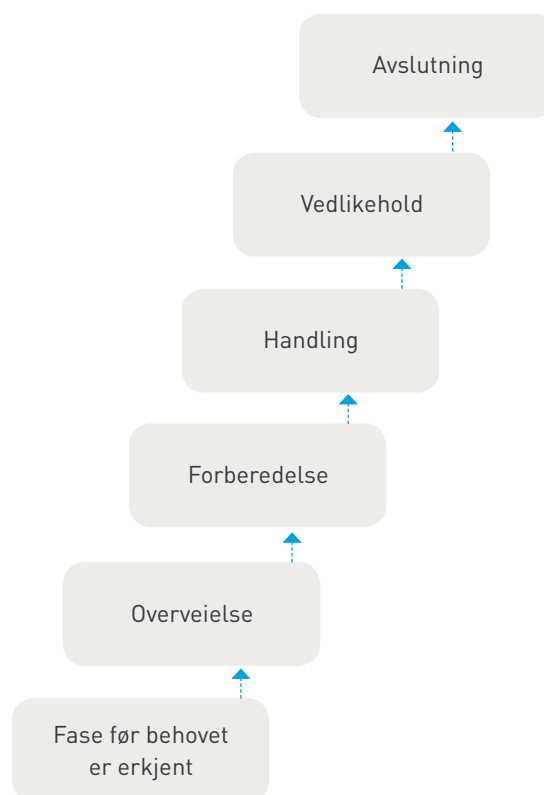 Avslutning
Vedlikehold
Handling
Forberedelse
Overveielse
Fase før behovet
er erkjent